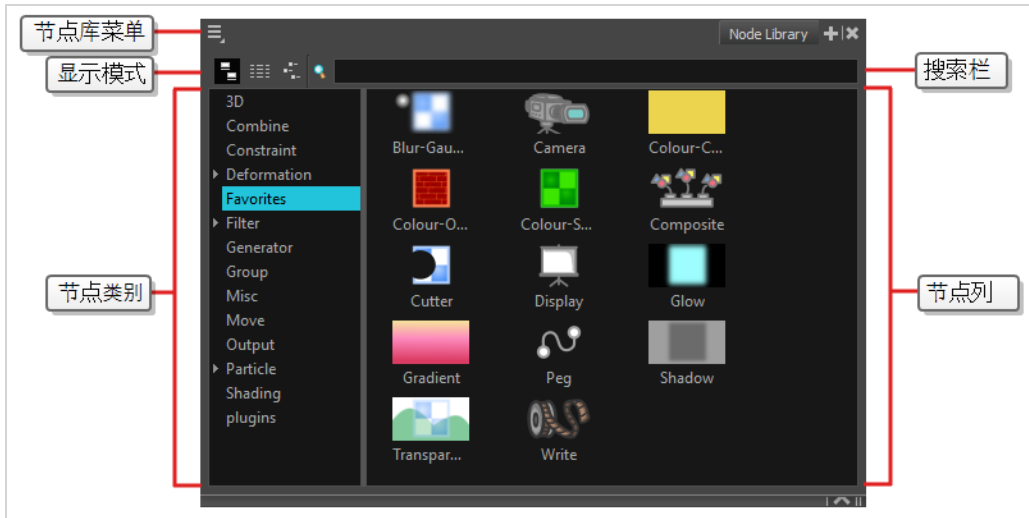 节点库菜单
Node Library
显示模式
搜索栏
节点类别
节点列
3D
Combine
Constraint
Deformation
Favorites
Filter
Generator
Group
Misc
Move
Output
Particle
Shading
plugins
Blur-Gau...
Camera
Colour-C...
Colour-O...
Colour-S...
Composite
Cutter
Display
Glow
Gradient
Peg
Shadow
Transpar...
Write